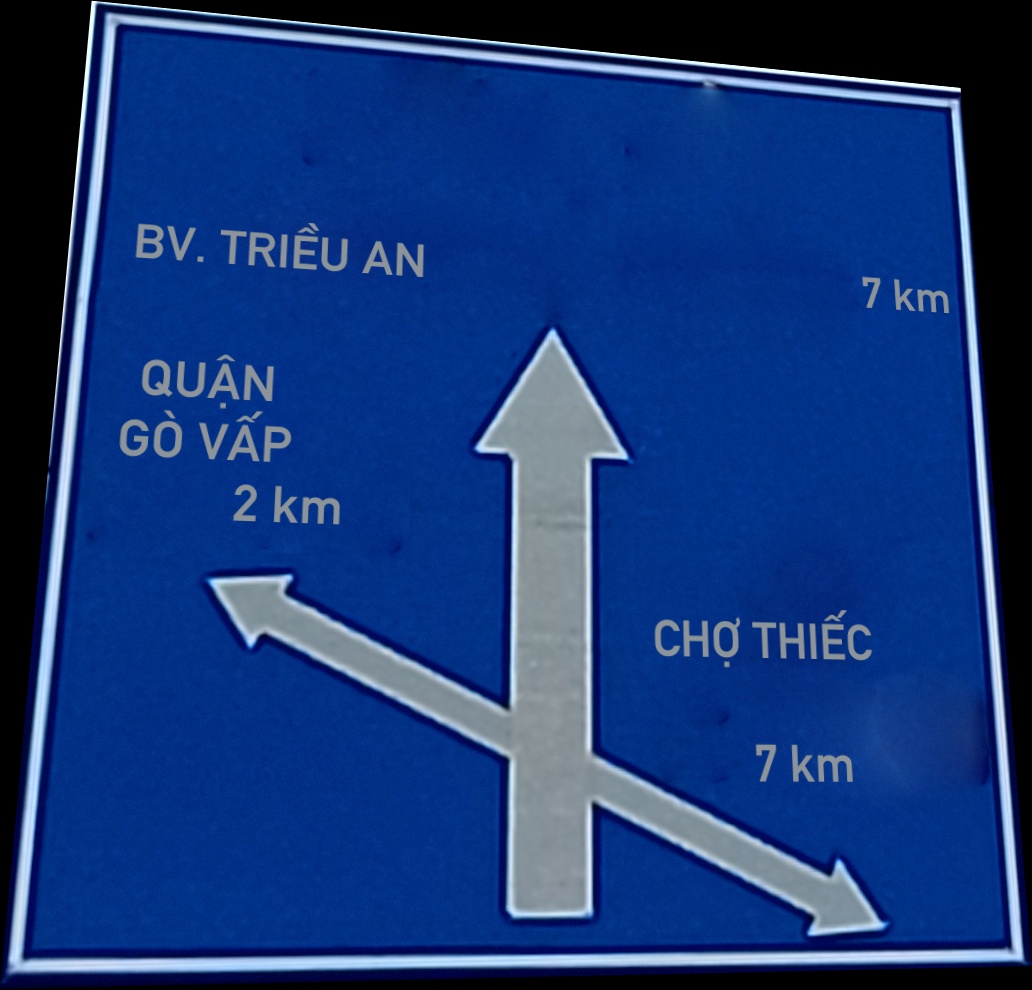 BV. TRIỀU AN
7 km
QUẬN
GÒ VẤP
2 km
CHỢ THIẾC
7 km